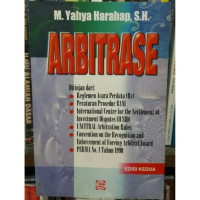 M. Yahya Harahap, S.H.
ARBITRASE
Ditinjau dari:
Reglemen Acara Perdata (Rv)
Peraturan Prosedur BANI
International Centre for the Settlement of
Investment Disputes (ICSID)
UNCITRAL Arbitration Rules
Convention on the Recognition and
Enforcement of Foreign Arbitral Award
PERMA No. 1 Tahun 1990
EDISI KEDUA